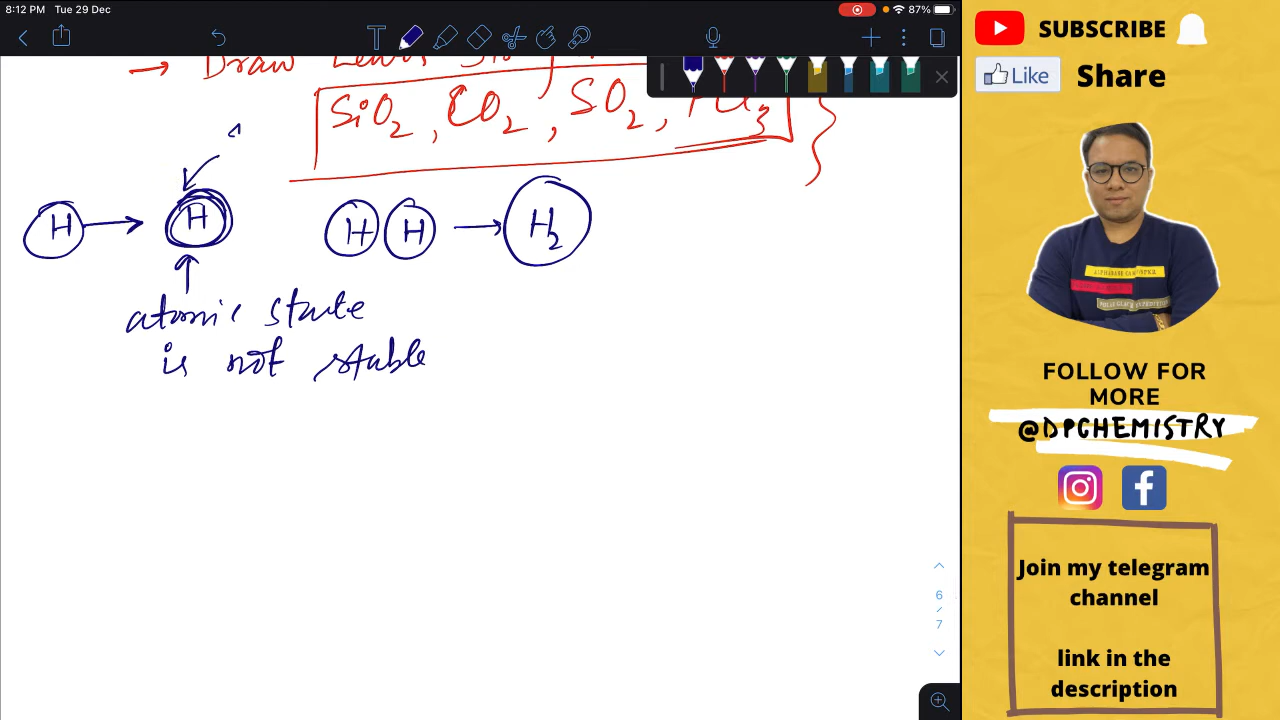 8:12 PM Tue 29 Dec
87%
→ Draw
SiO2, CO2, SO2,
H → H
H H → H2
atomic state
is not stable
6
7
SUBSCRIBE
Like
Share
FOLLOW FOR
MORE
@DPCHEMISTRY
Join my telegram
channel
link in the
description